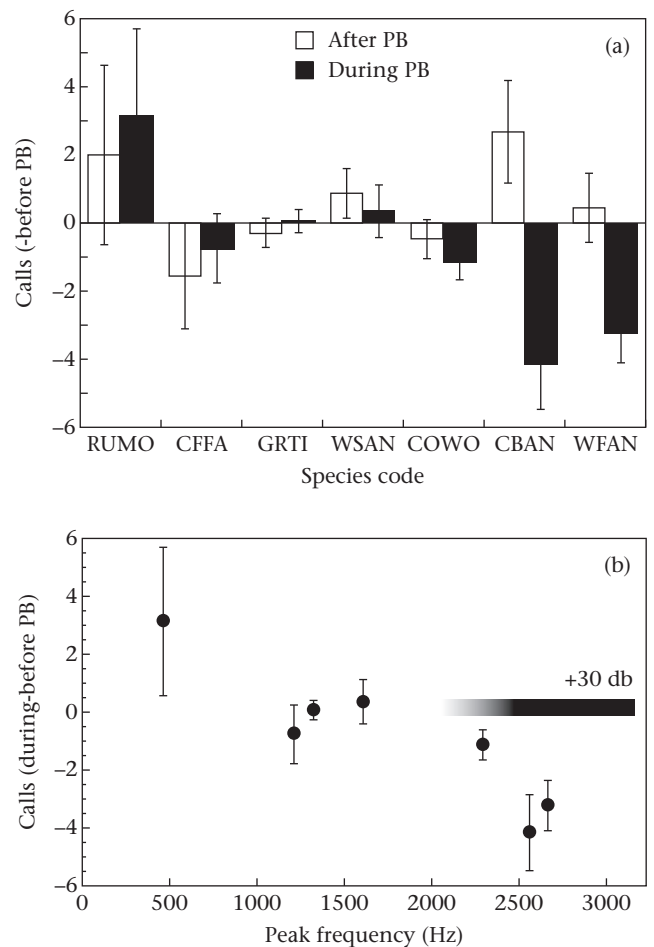 (a)
After PB
During PB
6
4
2
0
−2
−4
−6
Calls (-before PB)
RUMO CFFA GRTI WSAN COWO CBAN WFAN
Species code
(b)
6
4
2
0
−2
−4
−6
Calls (during-before PB)
+30 db
0 500 1000 1500 2000 2500 3000
Peak frequency (Hz)